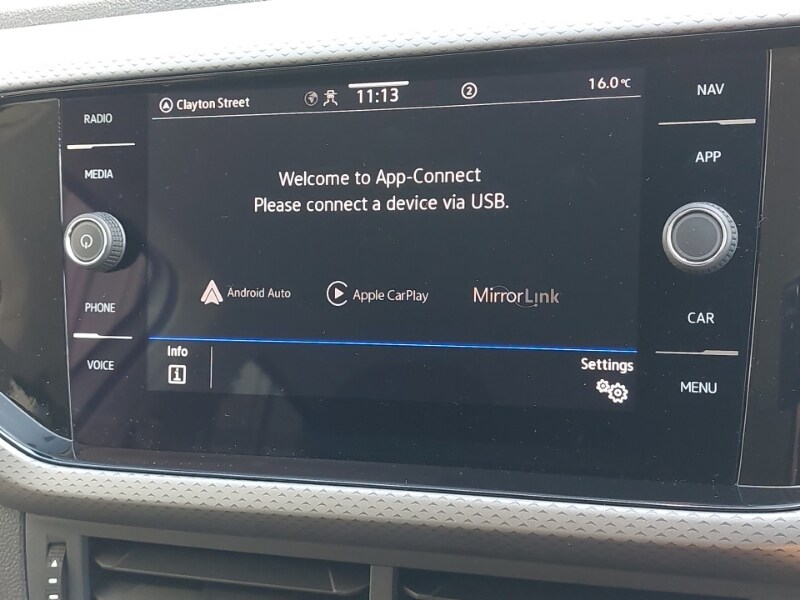 Clayton Street 11:13 2 16.0°C
RADIO
MEDIA
PHONE
VOICE
Welcome to App-Connect
Please connect a device via USB.
Android Auto Apple CarPlay MirrorLink
Info
i
Settings
NAV
APP
CAR
MENU